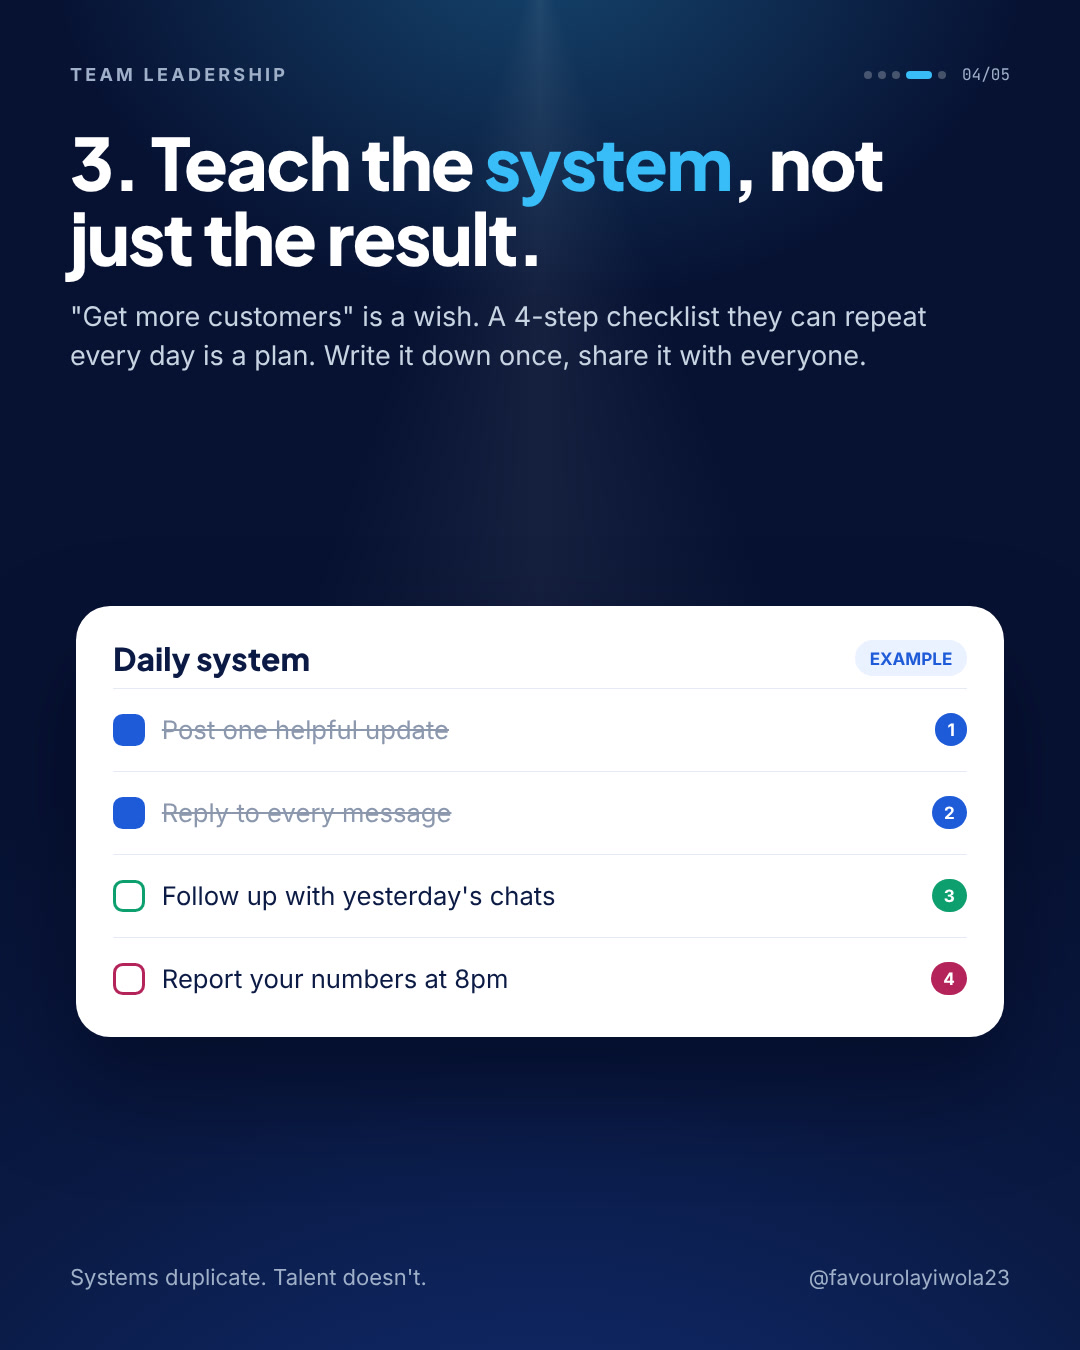 TEAM LEADERSHIP
04/05
3. Teach the system, not
just the result.
"Get more customers" is a wish. A 4-step checklist they can repeat
every day is a plan. Write it down once, share it with everyone.
Daily system
EXAMPLE
Post one helpful update
1
Reply to every message
2
Follow up with yesterday's chats
3
Report your numbers at 8pm
4
Systems duplicate. Talent doesn't.
@favourolayiwola23